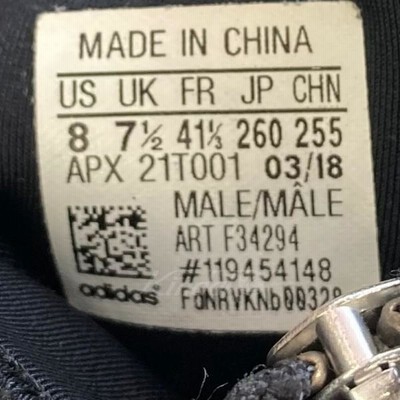 MADE IN CHINA
US UK FR JP CHN
8 7½ 41⅓ 260 255
APX 21T001 03/18
MALE/MÂLE
ART F34294
#119454148
adidas